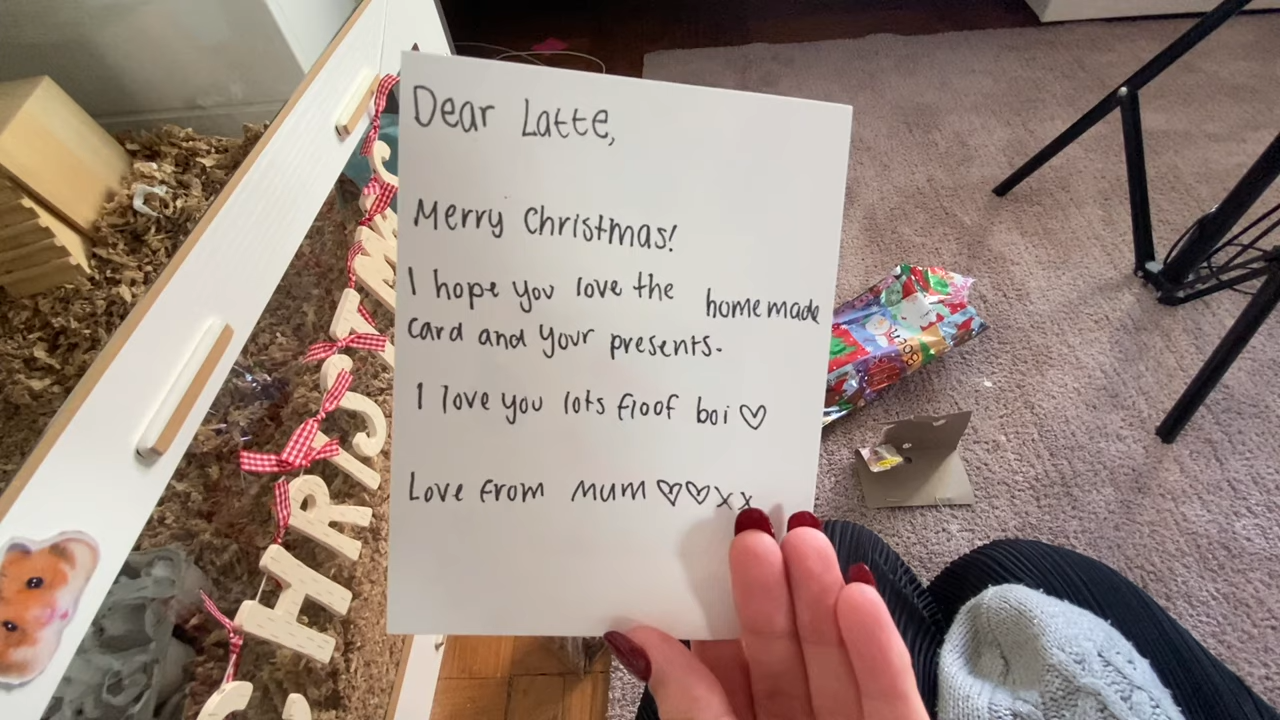 Dear Latte,
Merry Christmas!
I hope you love the homemade
card and your presents.
I love you lots floof boi ♡
Love from Mum ♡♡xx
CHRISTMAS